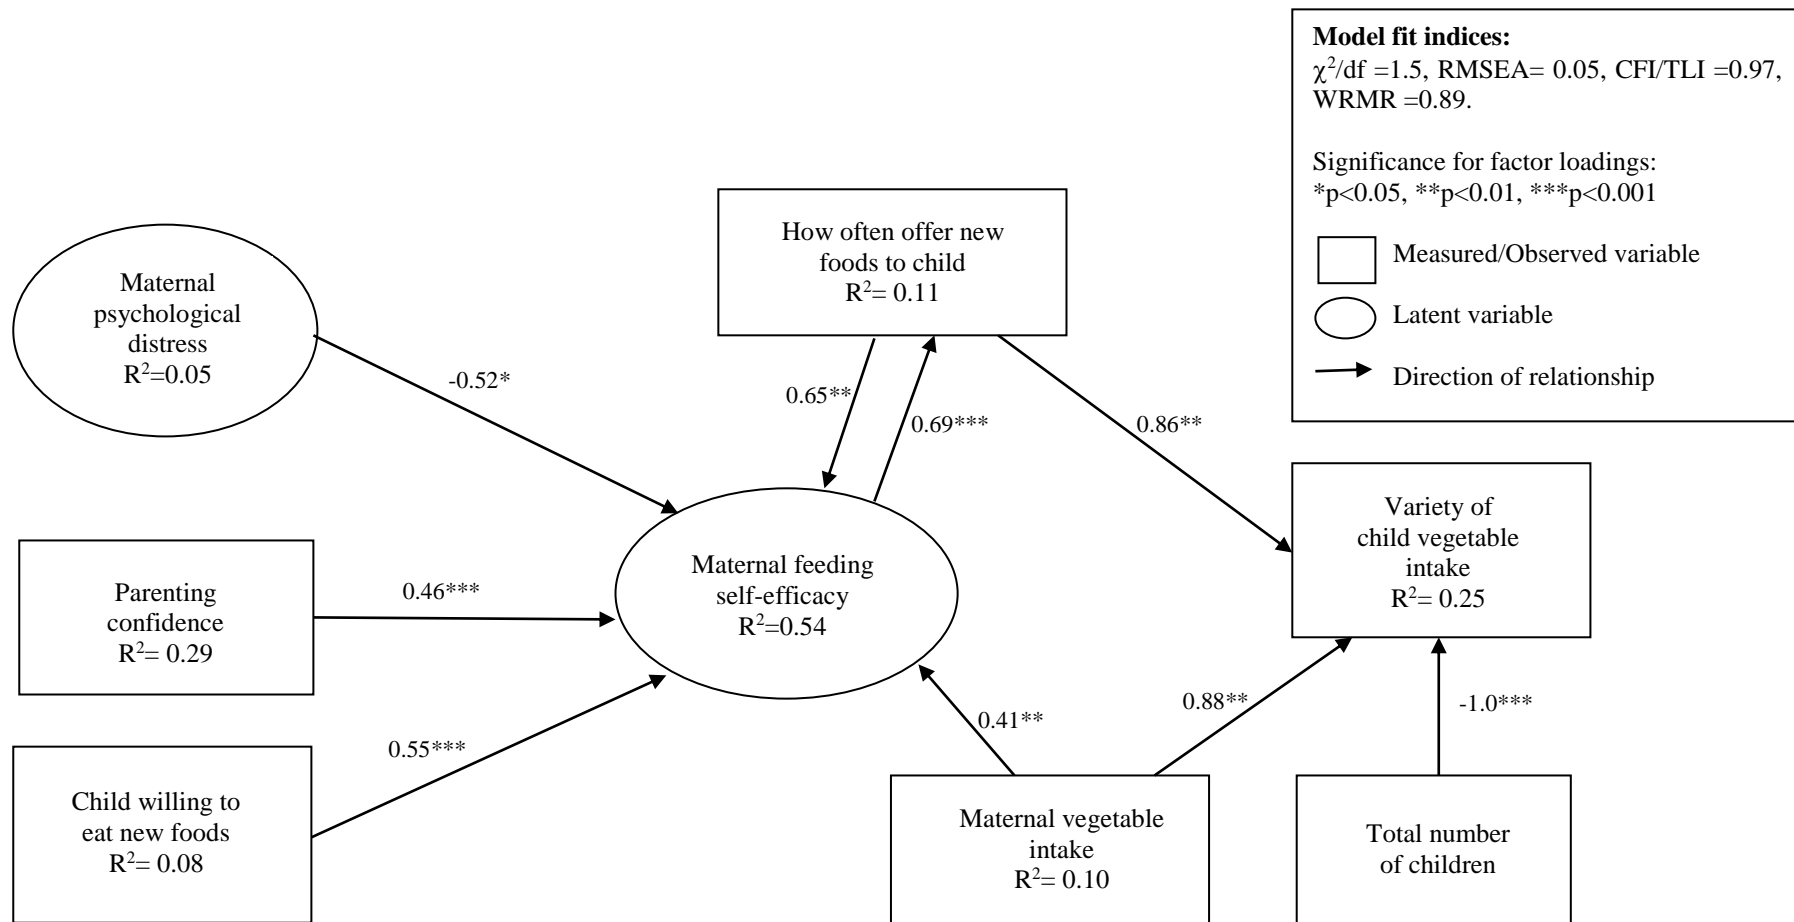 Model fit indices:
χ²/df =1.5, RMSEA= 0.05, CFI/TLI =0.97,
WRMR =0.89.
Significance for factor loadings:
*p<0.05, **p<0.01, ***p<0.001
Measured/Observed variable
Latent variable
Direction of relationship
How often offer new
foods to child
R²= 0.11
Maternal
psychological
distress
R²=0.05
-0.52*
0.65**
0.69***
0.86**
Variety of
child vegetable
intake
R²= 0.25
Maternal feeding
self-efficacy
R²=0.54
Parenting
confidence
R²= 0.29
0.46***
0.55***
0.41**
0.88**
-1.0***
Child willing to
eat new foods
R²= 0.08
Maternal vegetable
intake
R²= 0.10
Total number
of children